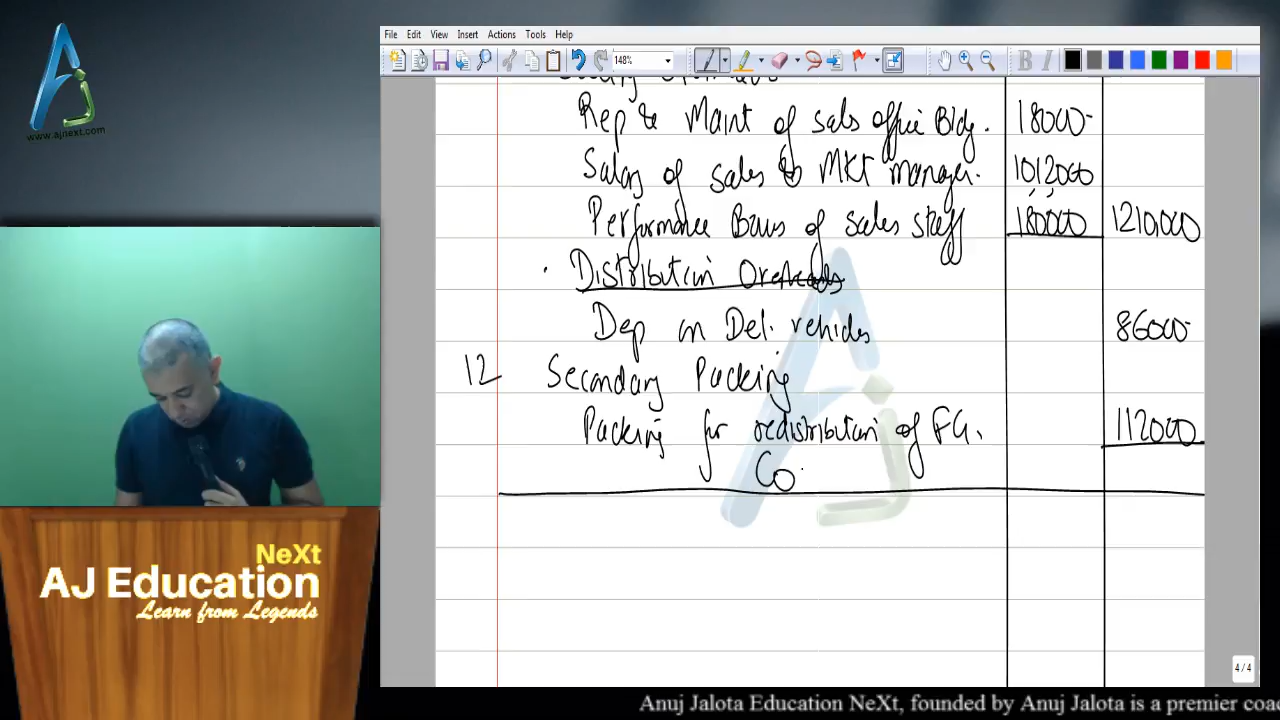 www.ajnext.com
File Edit View Insert Actions Tools Help
148%
B I
Rep & Maint of sales office Bldg. 18000-
Salary of sales & MKT manager. 1012000
Performance Bonus of sales staff 180000 1210,000
Distribution Overheads
Dep on Del. vehicles 86000-
12 Secondary Packing
Packing for redistribution of FG. 112000
Co
4/4
NeXt
AJ Education
Learn from Legends
Anuj Jalota Education NeXt, founded by Anuj Jalota is a premier coac